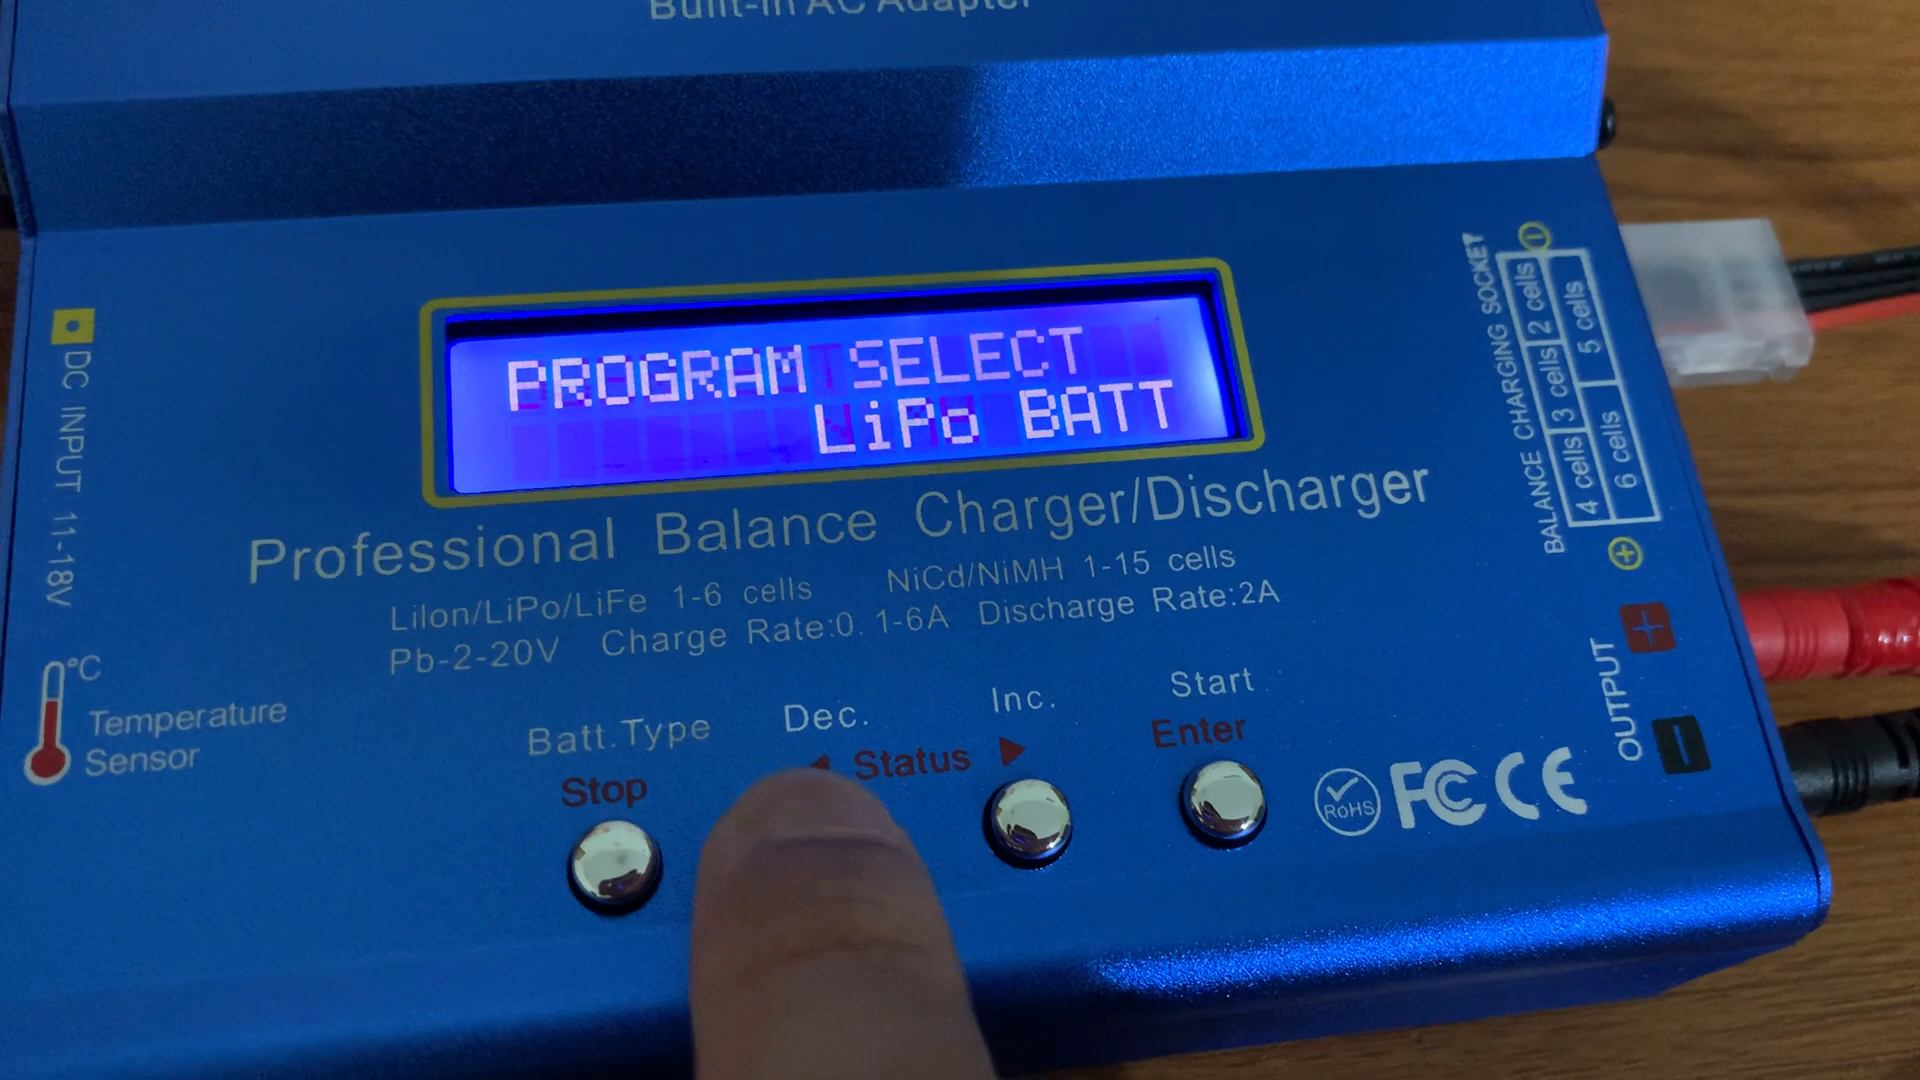 Built-in AC Adapter
PROGRAM SELECT
LiPo BATT
Professional Balance Charger/Discharger
LiIon/LiPo/LiFe 1-6 cells NiCd/NiMH 1-15 cells
Pb-2-20V Charge Rate:0.1-6A Discharge Rate:2A
DC INPUT 11-18V
°C
Temperature
Sensor
Batt.Type
Stop
Dec.
Inc.
Status
Start
Enter
RoHS
FC CE
BALANCE CHARGING SOCKET
2 cells
3 cells
4 cells
5 cells
6 cells
OUTPUT